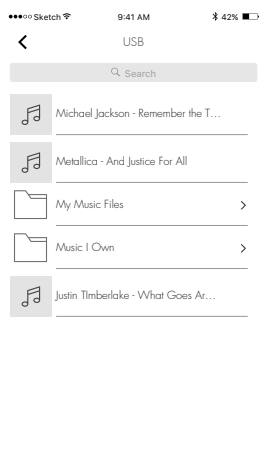 Sketch 9:41 AM 42%
USB
Search
Michael Jackson - Remember the T...
Metallica - And Justice For All
My Music Files
Music I Own
Justin TImberlake - What Goes Ar...